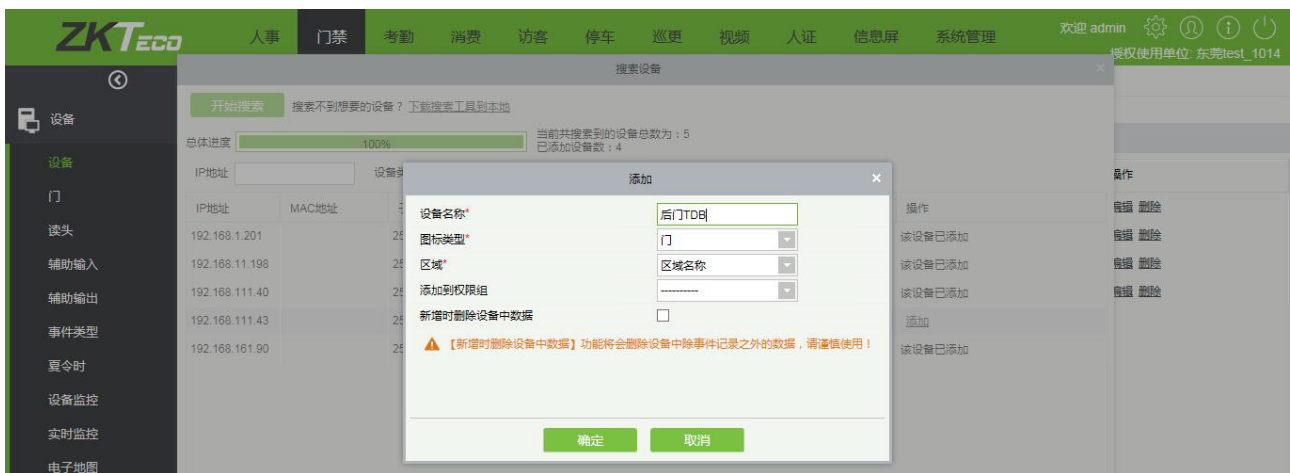 ZKTeco 人事 门禁 考勤 消费 访客 停车 巡更 视频 人证 信息屏 系统管理 欢迎 admin
授权使用单位: 东莞test_1014
搜索设备 ×
设备
开始搜索 搜索不到想要的设备？ 下载搜索工具到本地
总体进度 100% 当前共搜索到的设备总数为：5
已添加设备数：4
设备
IP地址 设备类
添加 ×
操作
门
IP地址 MAC地址 操作
设备名称* 后门TDB
编辑 删除
读头
192.168.1.201 25 该设备已添加
图标类型* 门
编辑 删除
辅助输入
192.168.11.198 25 该设备已添加
区域* 区域名称
编辑 删除
辅助输出
192.168.111.40 25 该设备已添加
添加到权限组 ----------
编辑 删除
事件类型
192.168.111.43 25 添加
新增时删除设备中数据
夏令时
192.168.161.90 25 该设备已添加
【新增时删除设备中数据】功能将会删除设备中除事件记录之外的数据，请谨慎使用！
设备监控
实时监控
确定 取消
电子地图